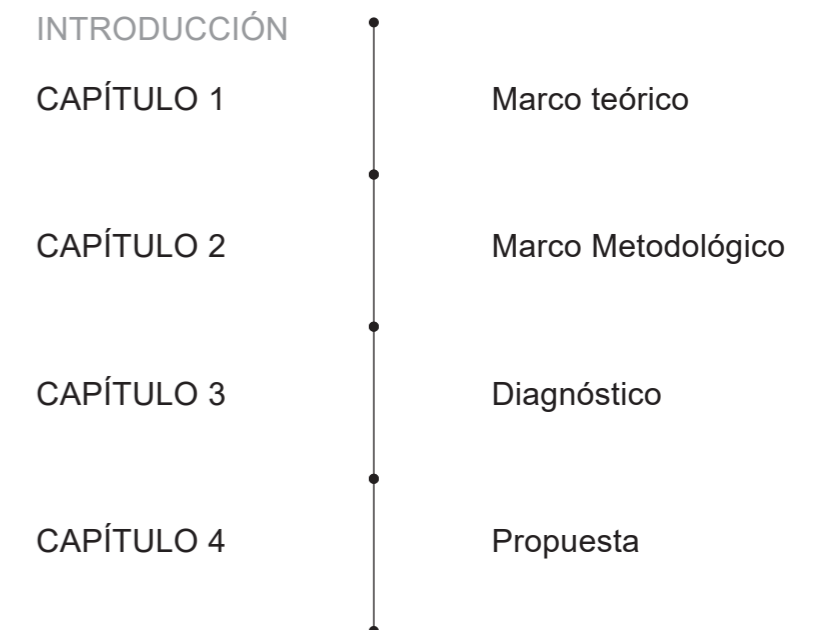 INTRODUCCIÓN
CAPÍTULO 1 Marco teórico
CAPÍTULO 2 Marco Metodológico
CAPÍTULO 3 Diagnóstico
CAPÍTULO 4 Propuesta